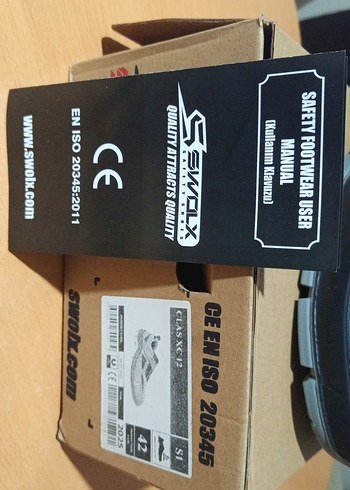 SAFETY FOOTWEAR USER
MANUAL
(Kullanım Kılavuzu)
SWOLX
QUALITY ATTRACTS QUALITY
CE
EN ISO 20345:2011
www.swolx.com
CE EN ISO 20345
swolx.com
CLAS XC 12
S1
42
CE
2025